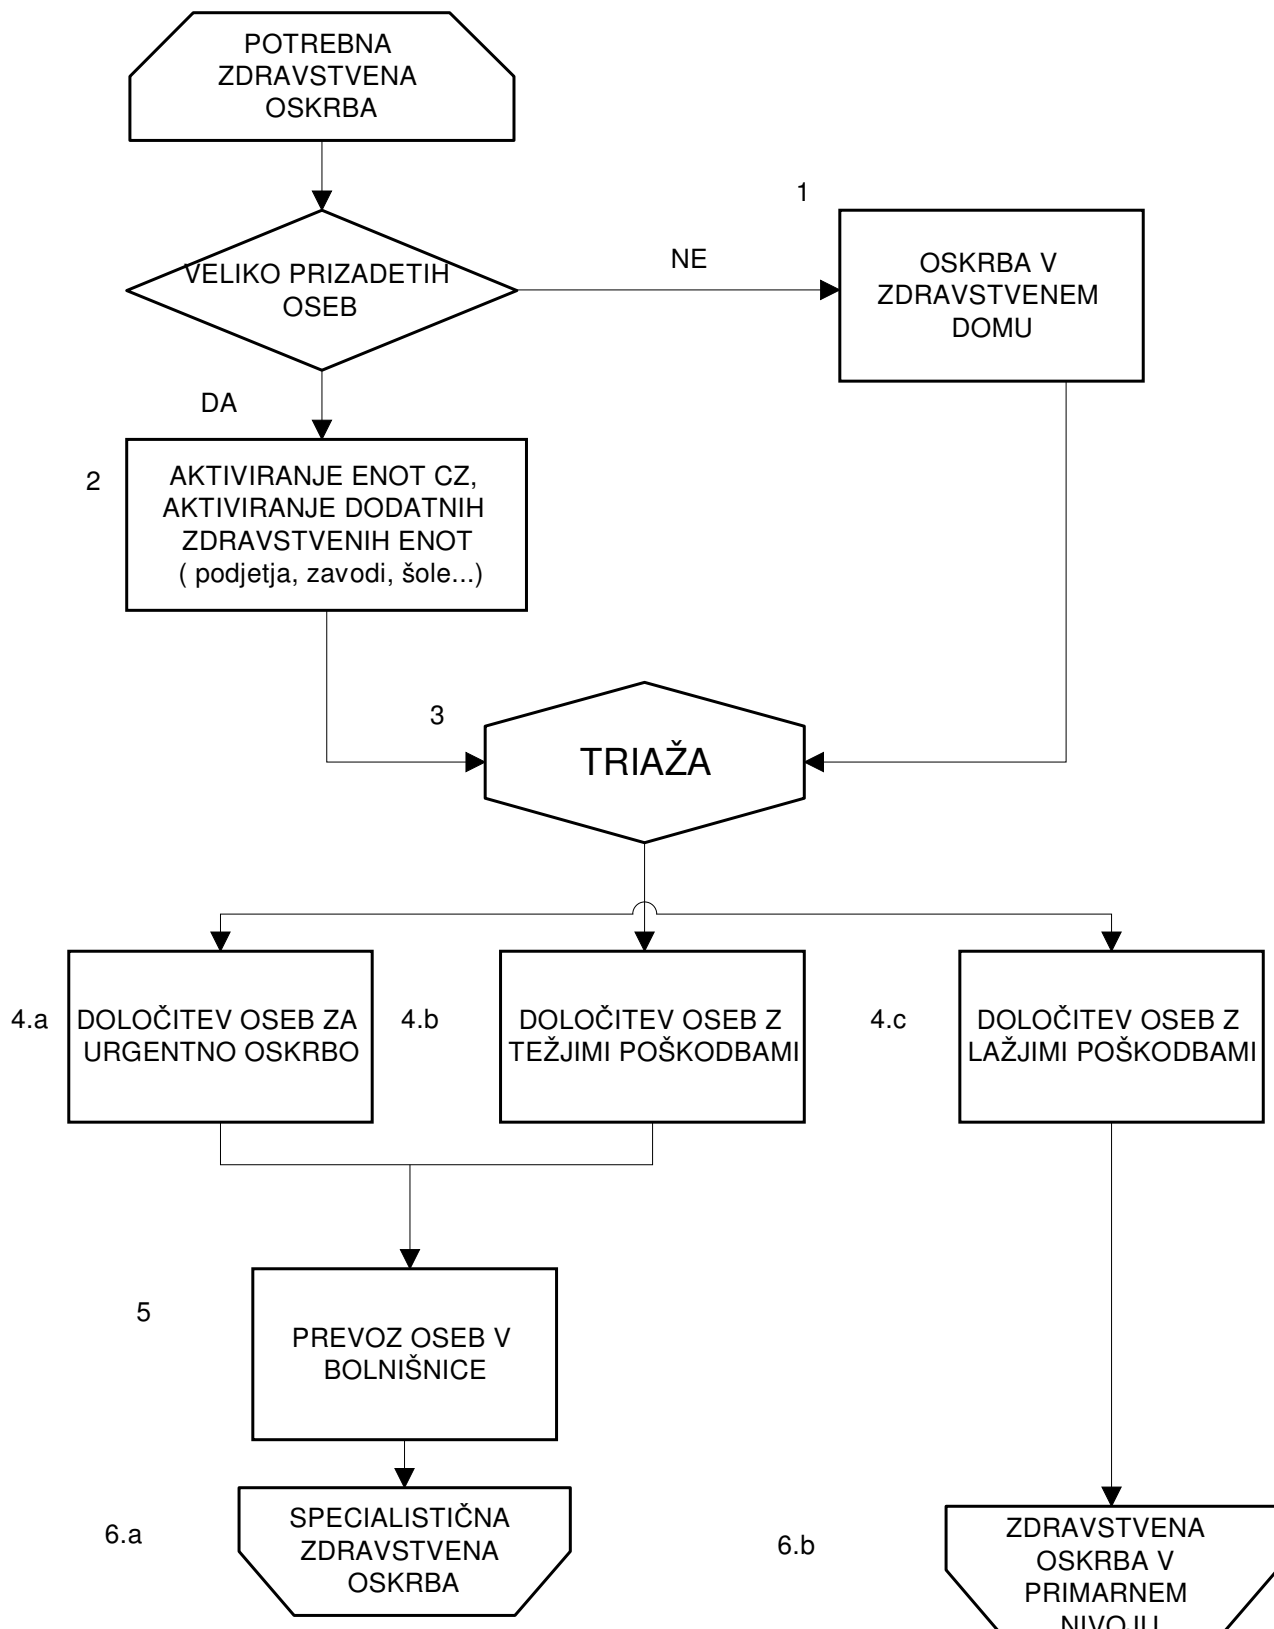 POTREBNA
ZDRAVSTVENA
OSKRBA
1
VELIKO PRIZADETIH
OSEB
NE
OSKRBA V
ZDRAVSTVENEM
DOMU
DA
2
AKTIVIRANJE ENOT CZ,
AKTIVIRANJE DODATNIH
ZDRAVSTVENIH ENOT
( podjetja, zavodi, šole...)
3
TRIAŽA
4.a
DOLOČITEV OSEB ZA
URGENTNO OSKRBO
4.b
DOLOČITEV OSEB Z
TEŽJIMI POŠKODBAMI
4.c
DOLOČITEV OSEB Z
LAŽJIMI POŠKODBAMI
5
PREVOZ OSEB V
BOLNIŠNICE
6.a
SPECIALISTIČNA
ZDRAVSTVENA
OSKRBA
6.b
ZDRAVSTVENA
OSKRBA V
PRIMARNEM
NIVOJU